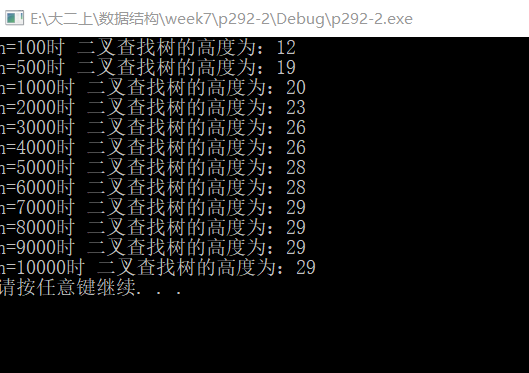 E:\大二上\数据结构\week7\p292-2\Debug\p292-2.exe
n=100时 二叉查找树的高度为：12
n=500时 二叉查找树的高度为：19
n=1000时 二叉查找树的高度为：20
n=2000时 二叉查找树的高度为：23
n=3000时 二叉查找树的高度为：26
n=4000时 二叉查找树的高度为：26
n=5000时 二叉查找树的高度为：28
n=6000时 二叉查找树的高度为：28
n=7000时 二叉查找树的高度为：29
n=8000时 二叉查找树的高度为：29
n=9000时 二叉查找树的高度为：29
n=10000时 二叉查找树的高度为：29
请按任意键继续. . .